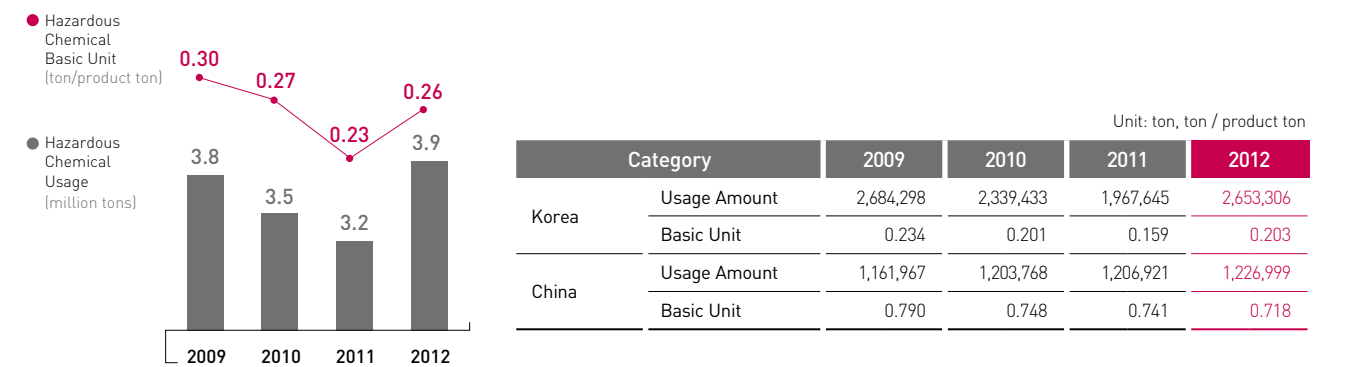 Hazardous
Chemical
Basic Unit
(ton/product ton)
Hazardous
Chemical
Usage
(million tons)
0.30
0.27
0.23
0.26
3.8
3.5
3.2
3.9
2009 2010 2011 2012
Unit: ton, ton / product ton
Category 2009 2010 2011 2012
Korea
Usage Amount 2,684,298 2,339,433 1,967,645 2,653,306
Basic Unit 0.234 0.201 0.159 0.203
China
Usage Amount 1,161,967 1,203,768 1,206,921 1,226,999
Basic Unit 0.790 0.748 0.741 0.718